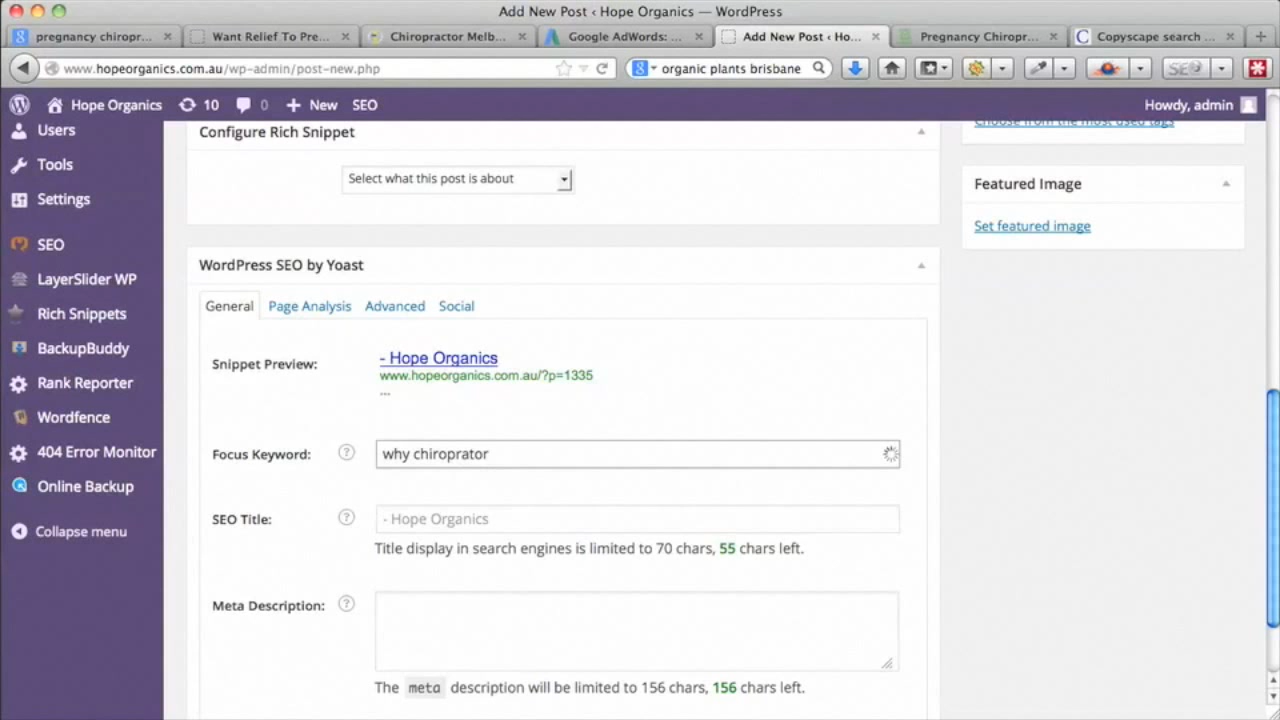 Add New Post ‹ Hope Organics — WordPress
pregnancy chiropr...
Want Relief To Pre...
Chiropractor Melb...
Google AdWords: ...
Add New Post ‹ Ho...
Pregnancy Chiropr...
Copyscape search ...
www.hopeorganics.com.au/wp-admin/post-new.php
organic plants brisbane
SEO
Hope Organics
10
0
New
SEO
Howdy, admin
Users
Tools
Settings
SEO
LayerSlider WP
Rich Snippets
BackupBuddy
Rank Reporter
Wordfence
404 Error Monitor
Online Backup
Collapse menu
Configure Rich Snippet
Select what this post is about
WordPress SEO by Yoast
General
Page Analysis
Advanced
Social
Snippet Preview:
- Hope Organics
www.hopeorganics.com.au/?p=1335
...
Focus Keyword:
?
why chiroprator
SEO Title:
?
- Hope Organics
Title display in search engines is limited to 70 chars, 55 chars left.
Meta Description:
?
The meta description will be limited to 156 chars, 156 chars left.
Choose from the most used tags
Featured Image
Set featured image